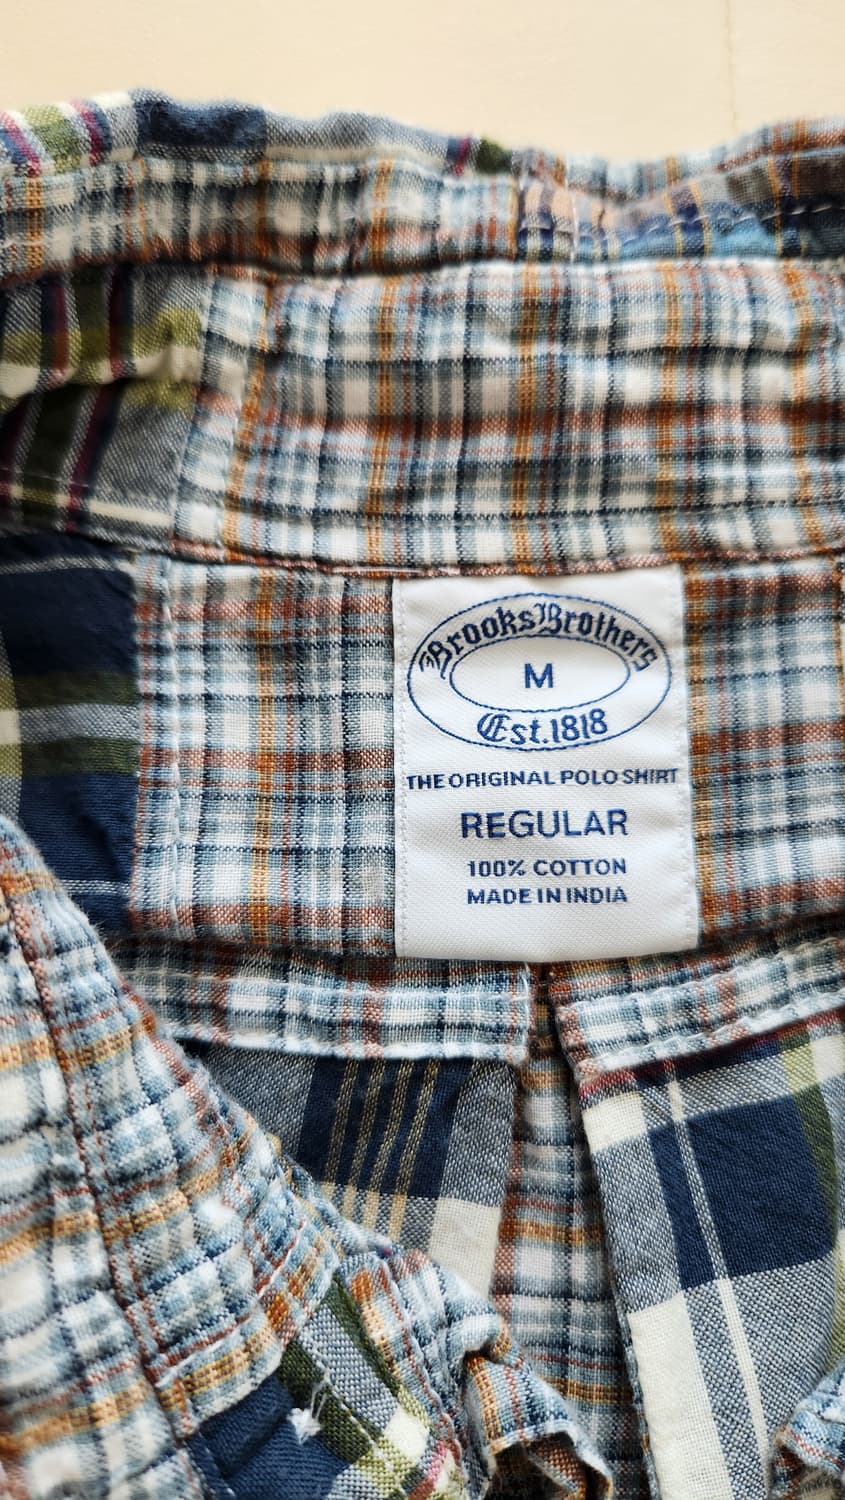 Brooks Brothers
M
Est. 1818
THE ORIGINAL POLO SHIRT
REGULAR
100% COTTON
MADE IN INDIA